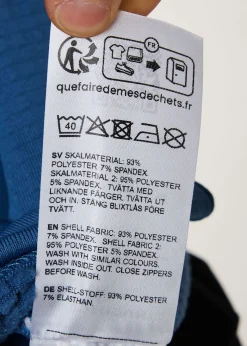 FR
quefairedemesdechets.fr
40
SV SKALMATERIAL: 93%
POLYESTER 7% SPANDEX.
SKALMATERIAL 2: 95% POLYESTER
5% SPANDEX. TVÄTTA MED
LIKNANDE FÄRGER. TVÄTTA UT
OCH IN. STÄNG BLIXTLÅS FÖRE
TVÄTT.
EN SHELL FABRIC: 93% POLYESTER
7% SPANDEX. SHELL FABRIC 2:
95% POLYESTER 5% SPANDEX.
WASH WITH SIMILAR COLOURS.
WASH INSIDE OUT. CLOSE ZIPPERS
BEFORE WASH.
DE SHELL-STOFF: 93% POLYESTER
7% ELASTHAN.